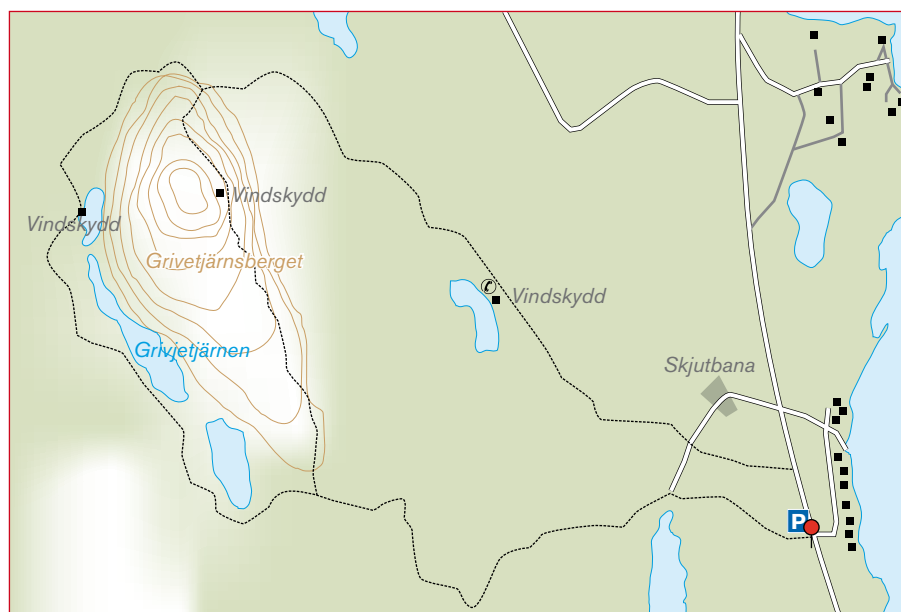 Vindskydd
Vindskydd
Grivetjärnsberget
Vindskydd
Grivjetjärnen
Skjutbana
P